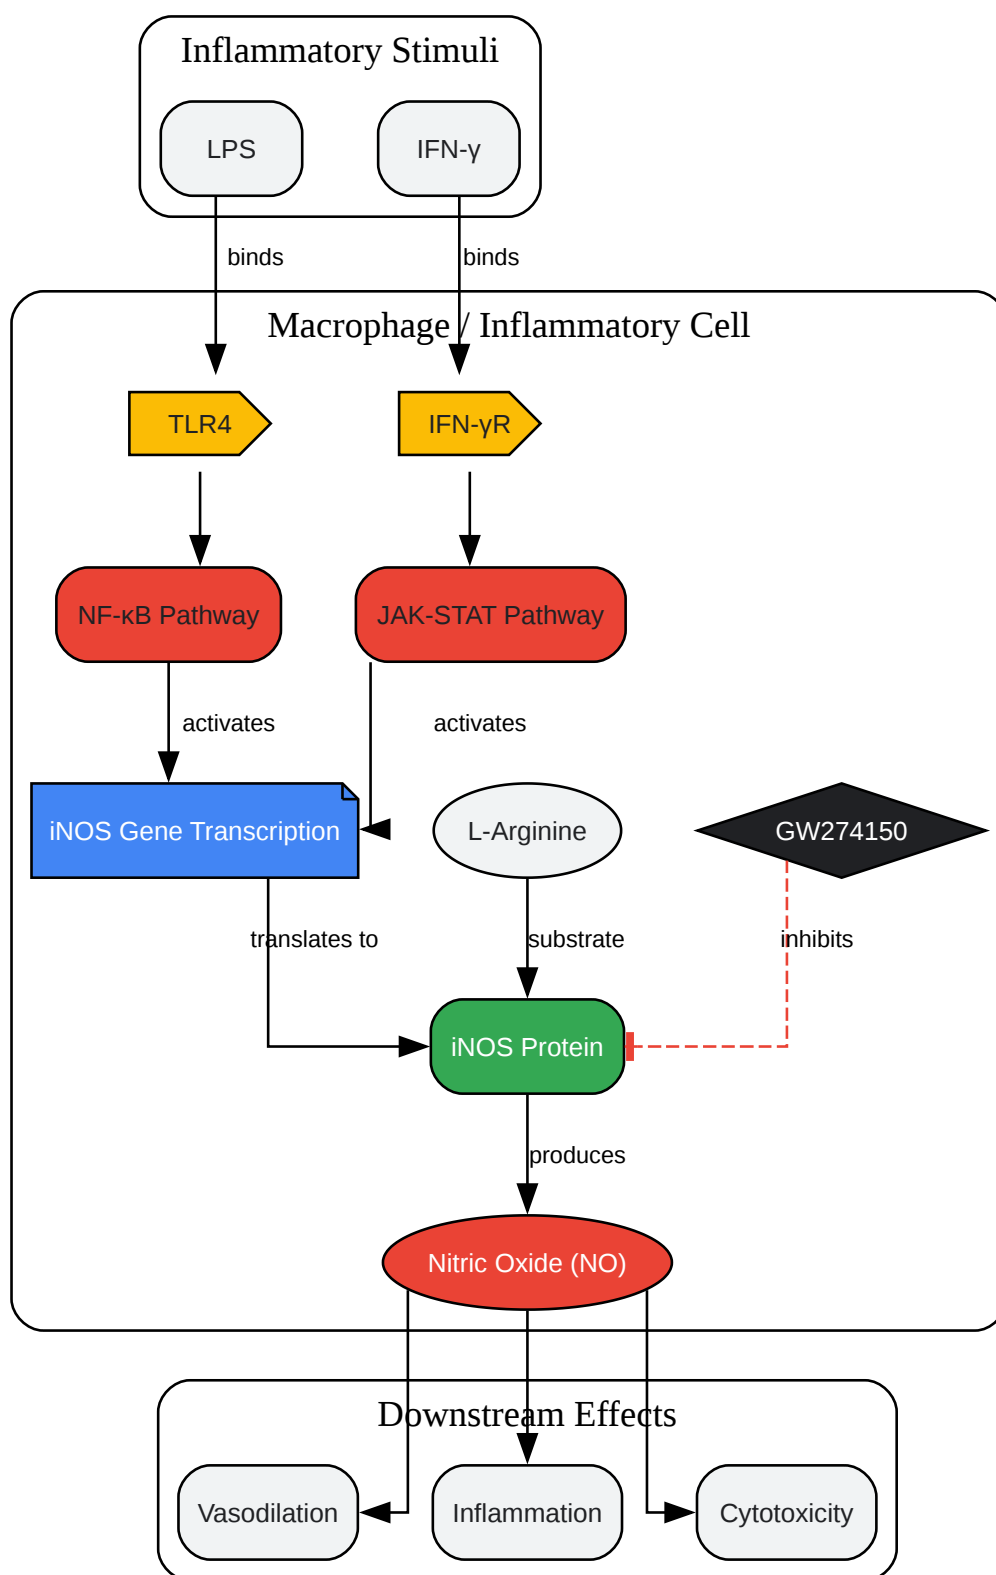 Inflammatory Stimuli
LPS
IFN-γ
binds
binds
Macrophage / Inflammatory Cell
TLR4
IFN-γR
NF-κB Pathway
JAK-STAT Pathway
activates
activates
iNOS Gene Transcription
L-Arginine
GW274150
translates to
substrate
inhibits
iNOS Protein
produces
Nitric Oxide (NO)
Downstream Effects
Vasodilation
Inflammation
Cytotoxicity